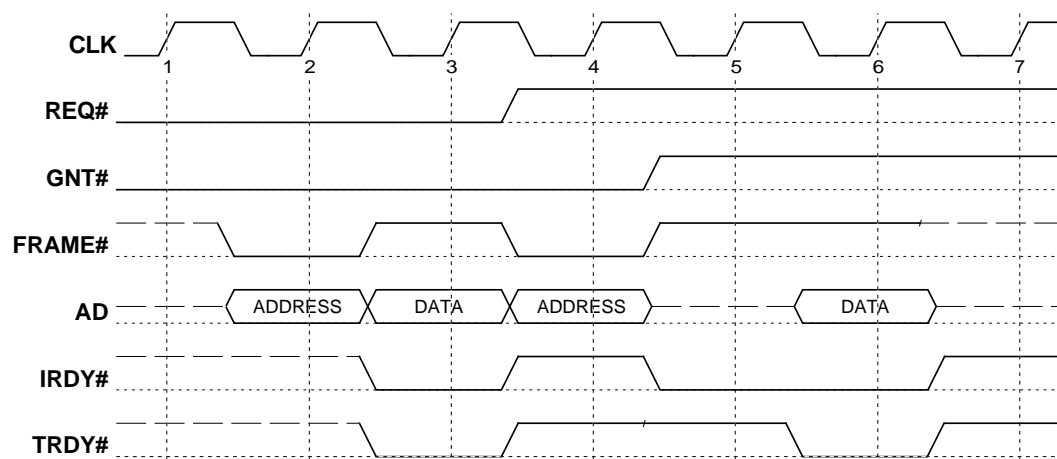 CLK
1 2 3 4 5 6 7
REQ#
GNT#
FRAME#
AD ADDRESS DATA ADDRESS DATA
IRDY#
TRDY#